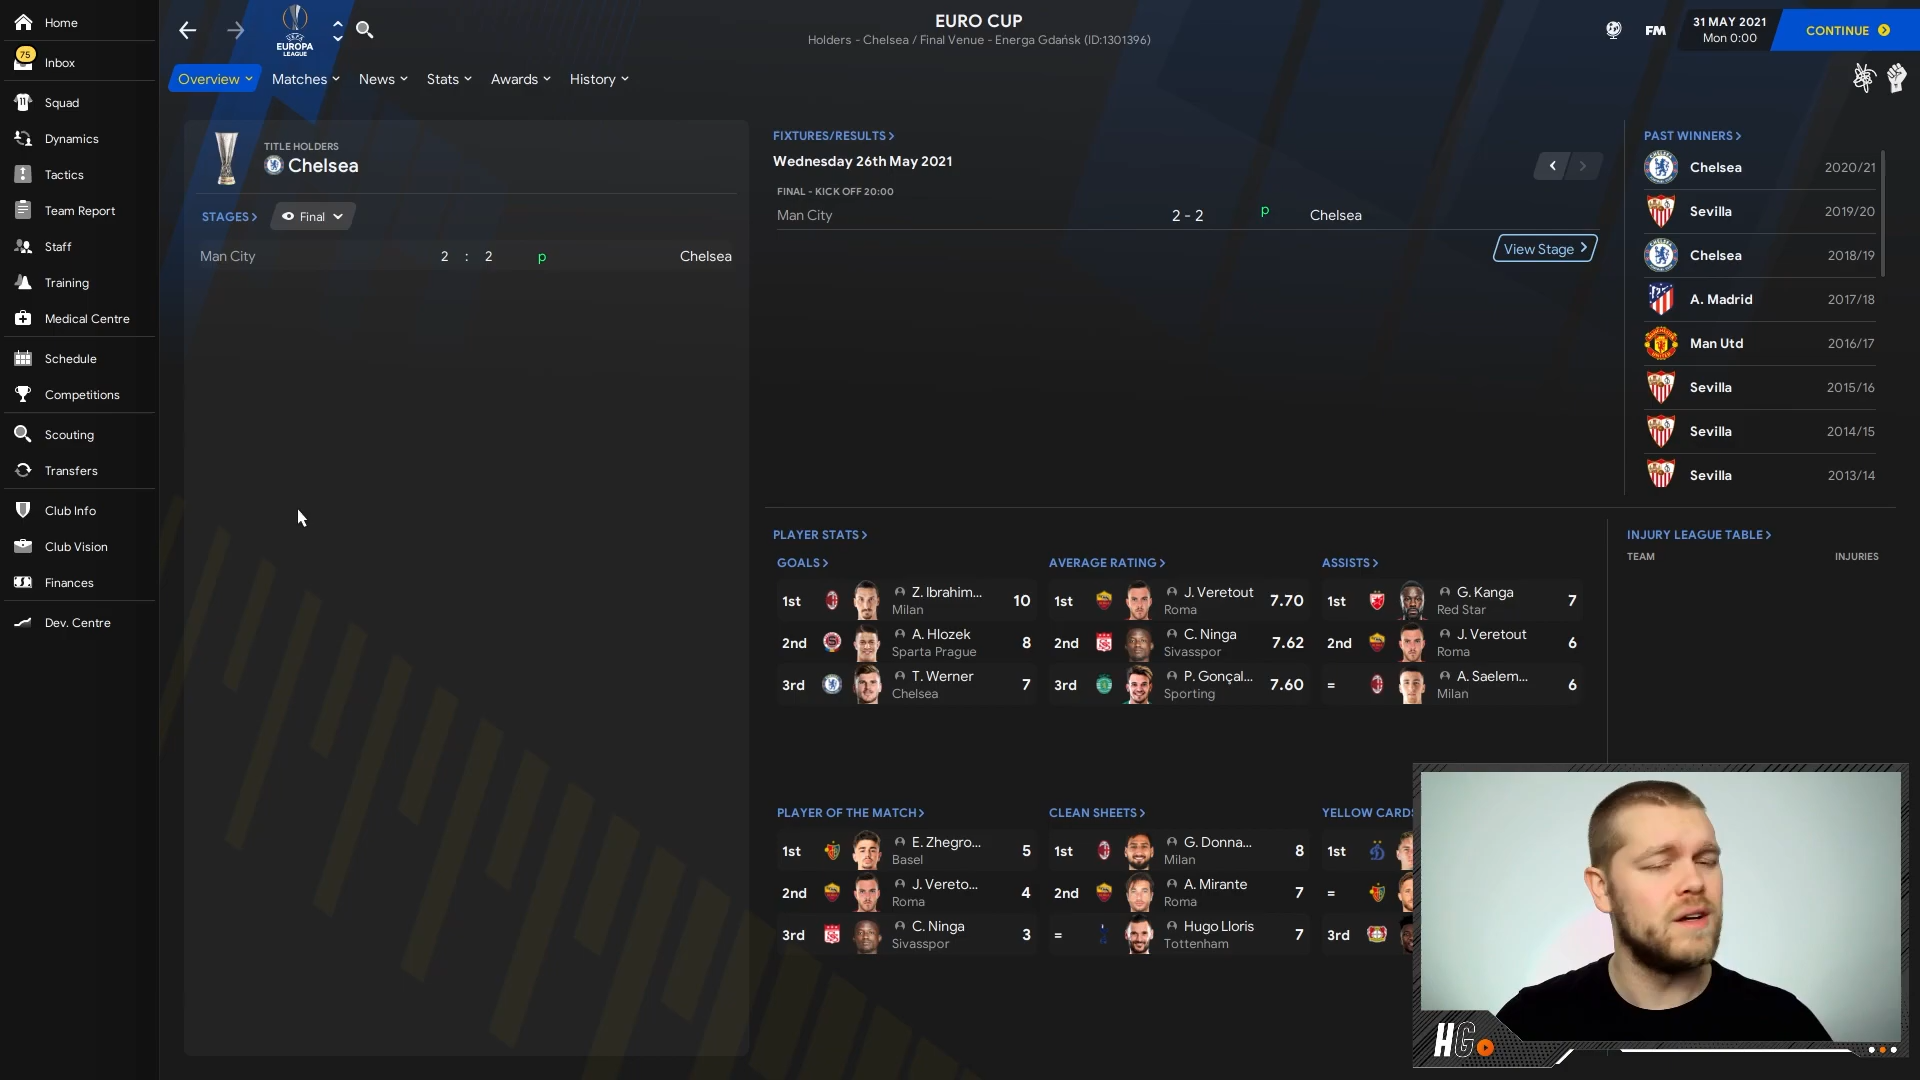 Home
75
Inbox
Squad
Dynamics
Tactics
Team Report
Staff
Training
Medical Centre
Schedule
Competitions
Scouting
Transfers
Club Info
Club Vision
Finances
Dev. Centre
UEFA
EUROPA
LEAGUE
EURO CUP
Holders - Chelsea / Final Venue - Energa Gdańsk (ID:1301396)
FM
31 MAY 2021
Mon 0:00
CONTINUE
Overview
Matches
News
Stats
Awards
History
TITLE HOLDERS
Chelsea
STAGES
Final
Man City 2 : 2 p Chelsea
FIXTURES/RESULTS
Wednesday 26th May 2021
FINAL - KICK OFF 20:00
Man City 2 - 2 p Chelsea
View Stage
PAST WINNERS
Chelsea 2020/21
Sevilla 2019/20
Chelsea 2018/19
A. Madrid 2017/18
Man Utd 2016/17
Sevilla 2015/16
Sevilla 2014/15
Sevilla 2013/14
PLAYER STATS
GOALS
1st Z. Ibrahim... 10
Milan
2nd A. Hlozek 8
Sparta Prague
3rd T. Werner 7
Chelsea
AVERAGE RATING
1st J. Veretout 7.70
Roma
2nd C. Ninga 7.62
Sivasspor
3rd P. Gonçal... 7.60
Sporting
ASSISTS
1st G. Kanga 7
Red Star
2nd J. Veretout 6
Roma
= A. Saelem... 6
Milan
INJURY LEAGUE TABLE
TEAM INJURIES
PLAYER OF THE MATCH
1st E. Zhegro... 5
Basel
2nd J. Vereto... 4
Roma
3rd C. Ninga 3
Sivasspor
CLEAN SHEETS
1st G. Donna... 8
Milan
2nd A. Mirante 7
Roma
= Hugo Lloris 7
Tottenham
YELLOW CARDS
1st
=
3rd
HG